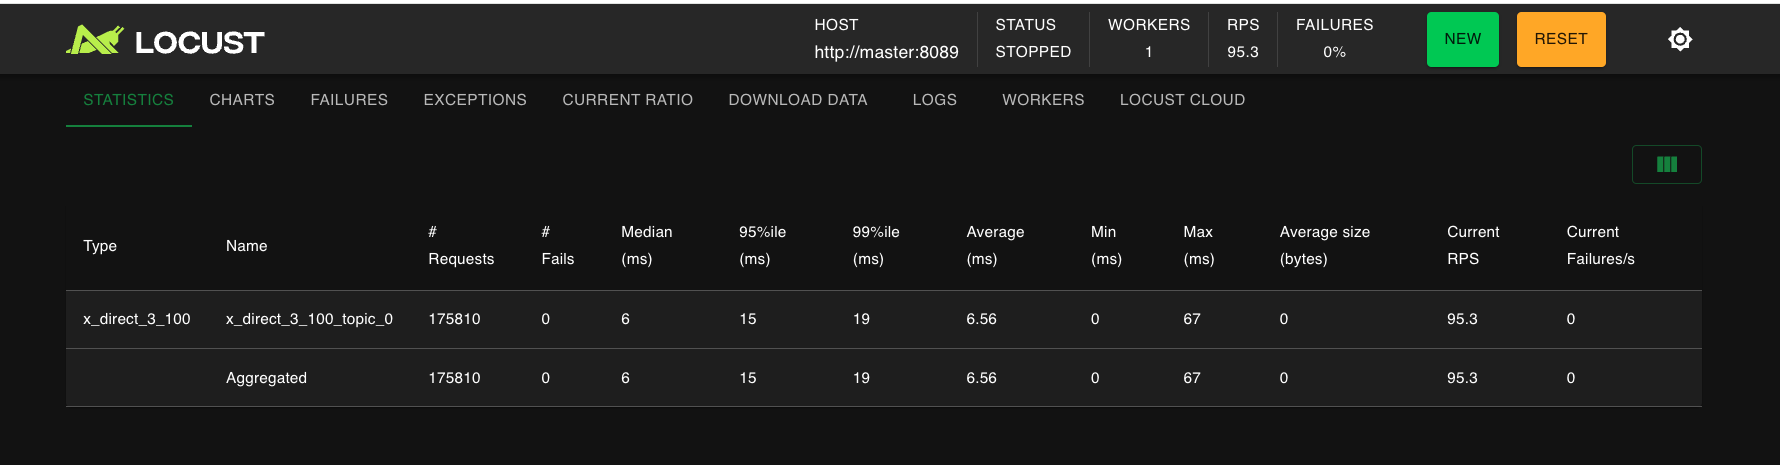 LOCUST
HOST STATUS WORKERS RPS FAILURES
http://master:8089 STOPPED 1 95.3 0%
NEW RESET
STATISTICS CHARTS FAILURES EXCEPTIONS CURRENT RATIO DOWNLOAD DATA LOGS WORKERS LOCUST CLOUD
Type Name # Requests # Fails Median (ms) 95%ile (ms) 99%ile (ms) Average (ms) Min (ms) Max (ms) Average size (bytes) Current RPS Current Failures/s
x_direct_3_100 x_direct_3_100_topic_0 175810 0 6 15 19 6.56 0 67 0 95.3 0
Aggregated 175810 0 6 15 19 6.56 0 67 0 95.3 0